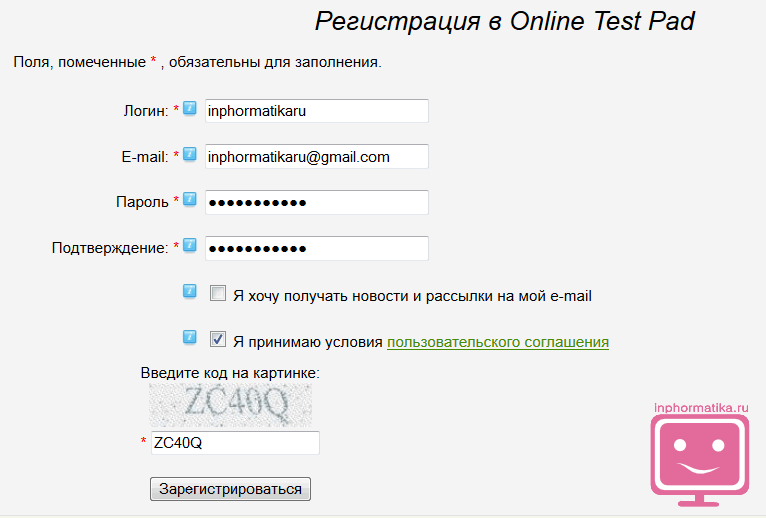 Регистрация в Online Test Pad
Поля, помеченные * , обязательны для заполнения.
Логин: * inphormatikaru
E-mail: * inphormatikaru@gmail.com
Пароль * ●●●●●●●●●●●
Подтверждение: * ●●●●●●●●●●●
Я хочу получать новости и рассылки на мой e-mail
Я принимаю условия пользовательского соглашения
Введите код на картинке:
ZC40Q
* ZC40Q
Зарегистрироваться
inphormatika.ru